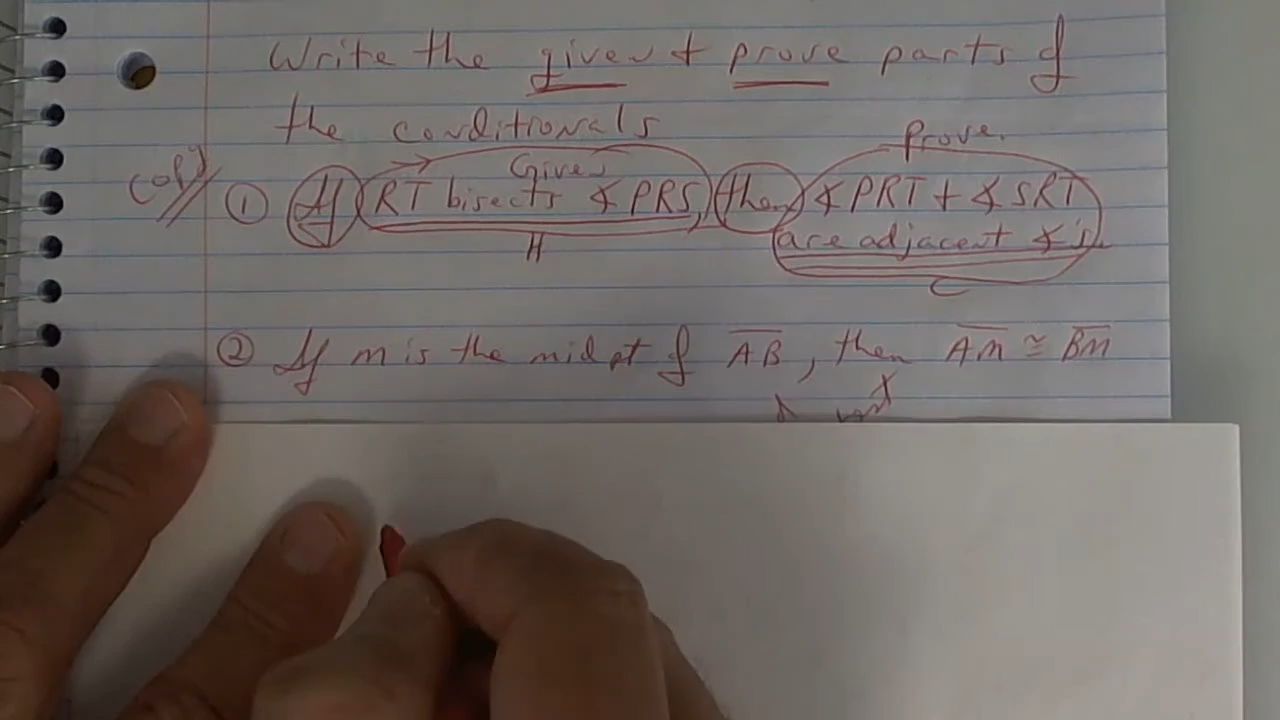 Write the given + prove parts of
the conditionals
Prove.
Given
① If RT bisects ∡PRS, then ∡PRT + ∡SRT
are adjacent ∡'s.
H C
② If M is the midpt of AB, then AM ≅ BM